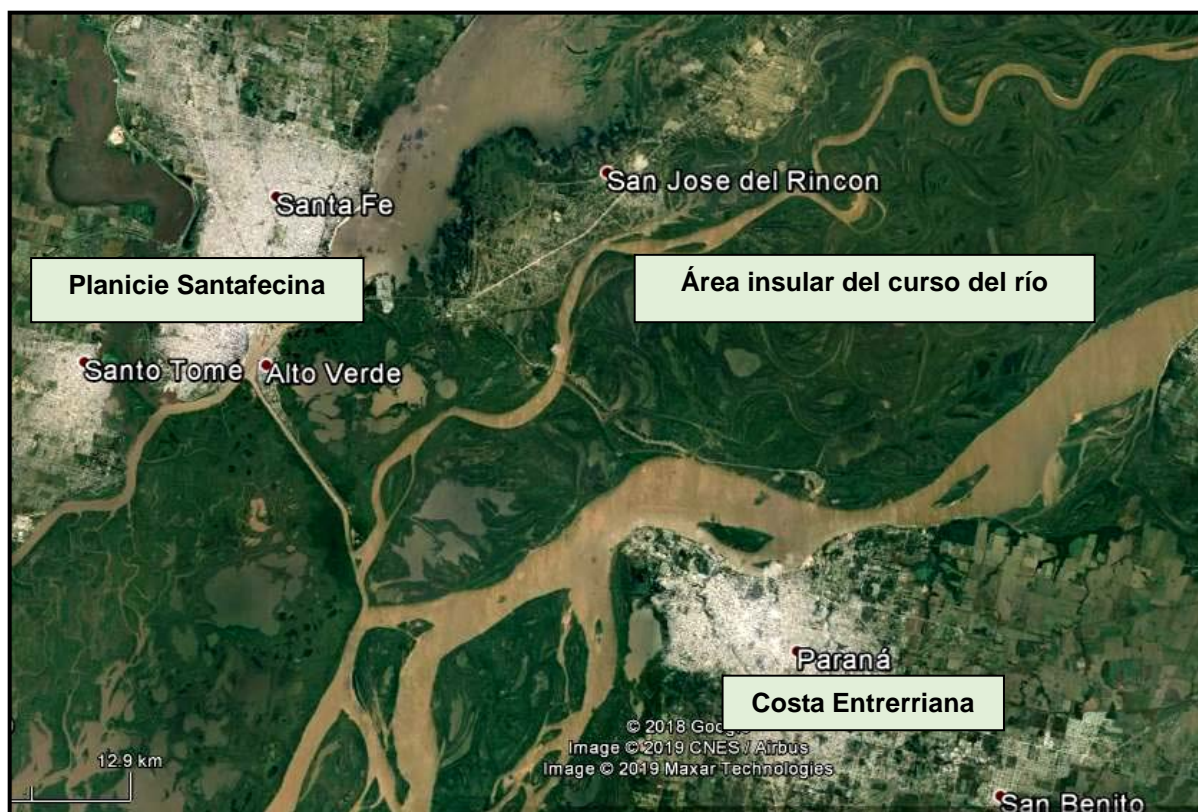 San Jose del Rincon
Santa Fe
Planicie Santafecina
Área insular del curso del río
Santo Tomé
Alto Verde
Paraná
Costa Entrerriana
© 2018
Image © 2019 CNES / Airbus
Image © 2019 Maxar Technologies
12.9 km
San Benito